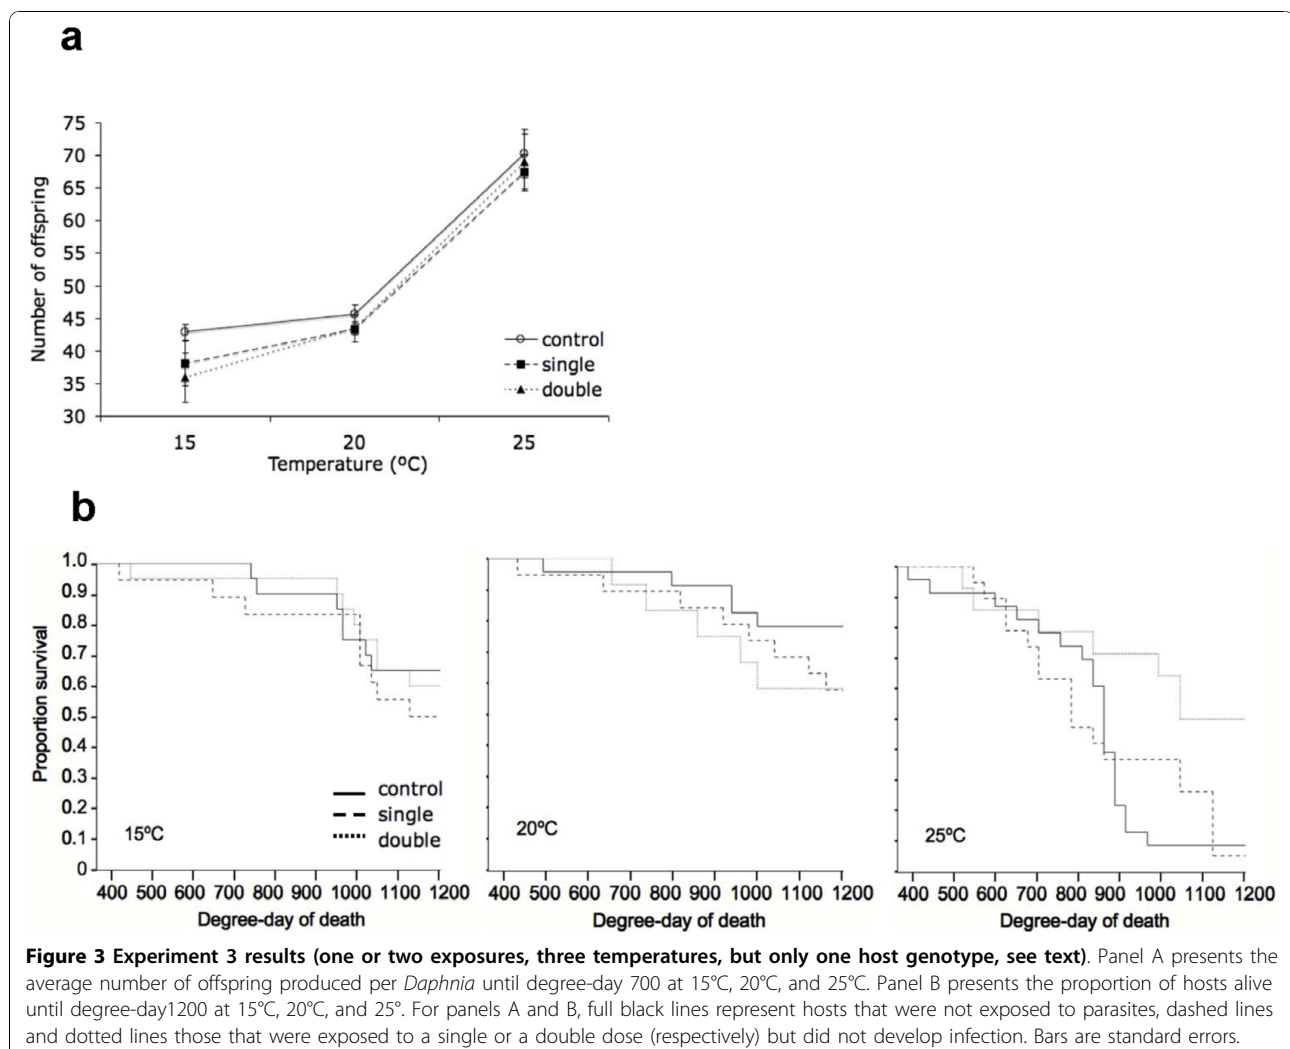 a
75
70
65
60
55
50
45
40
35
30
Number of offspring
control
single
double
15 20 25
Temperature (ºC)
b
1.0
0.9
0.8
0.7
0.6
0.5
0.4
0.3
0.2
0.1
0
Proportion survival
control
single
double
15ºC
20ºC
25ºC
400 500 600 700 800 900 1000 1100 1200
400 500 600 700 800 900 1000 1100 1200
400 500 600 700 800 900 1000 1100 1200
Degree-day of death
Degree-day of death
Degree-day of death
Figure 3 Experiment 3 results (one or two exposures, three temperatures, but only one host genotype, see text). Panel A presents the
average number of offspring produced per Daphnia until degree-day 700 at 15°C, 20°C, and 25°C. Panel B presents the proportion of hosts alive
until degree-day1200 at 15°C, 20°C, and 25°. For panels A and B, full black lines represent hosts that were not exposed to parasites, dashed lines
and dotted lines those that were exposed to a single or a double dose (respectively) but did not develop infection. Bars are standard errors.